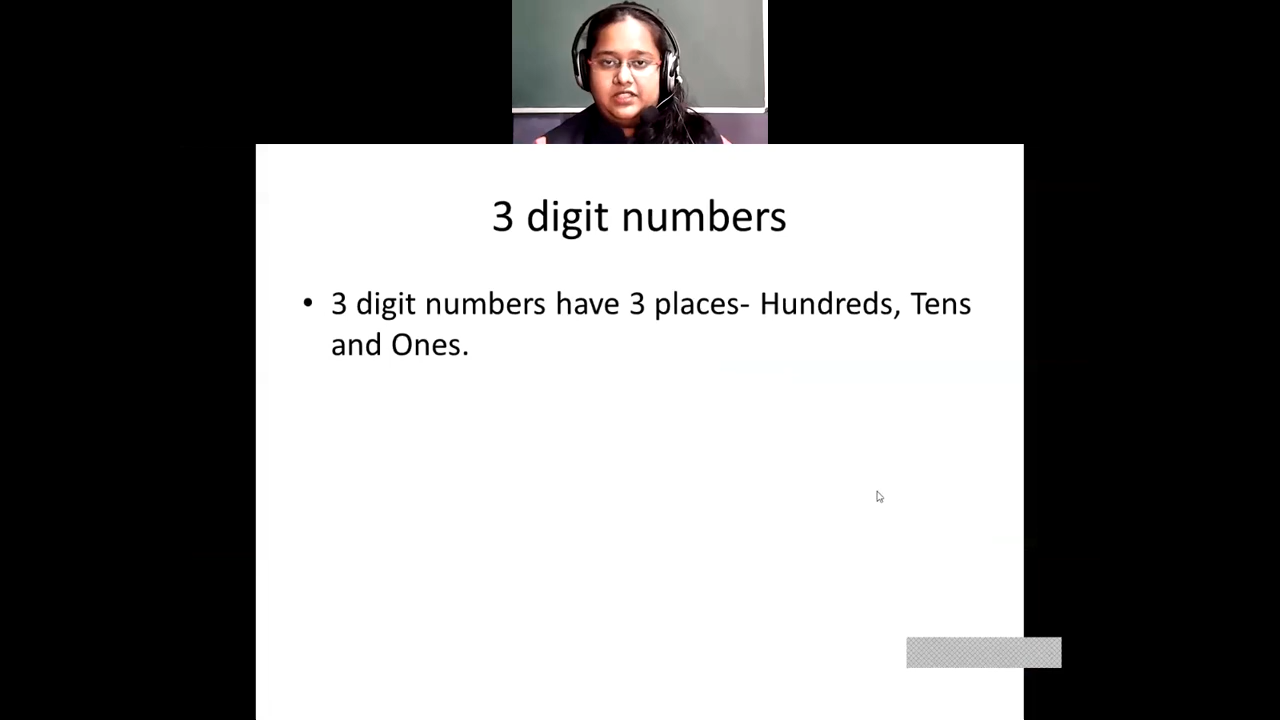 3 digit numbers
• 3 digit numbers have 3 places- Hundreds, Tens
and Ones.